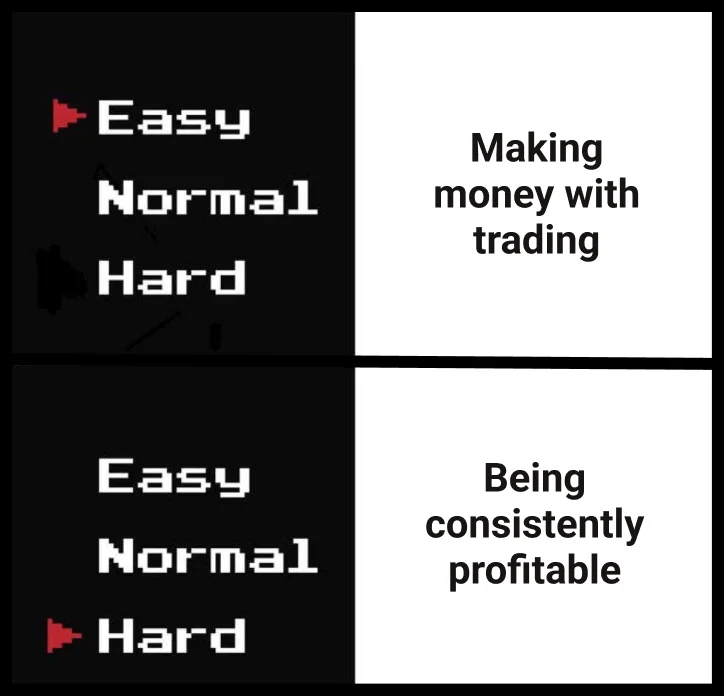 Easy
Normal
Hard
Making
money with
trading
Easy
Normal
Hard
Being
consistently
profitable